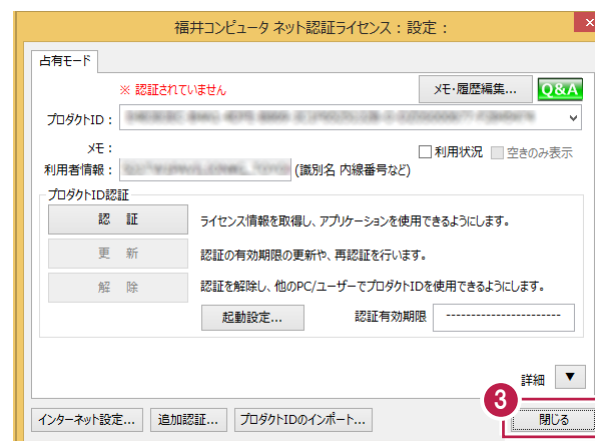 福井コンピュータ ネット認証ライセンス：設定：
占有モード
※ 認証されていません
メモ・履歴編集...
Q&A
プロダクトID：
メモ：
利用状況 空きのみ表示
利用者情報：
(識別名 内線番号など)
プロダクトID認証
認 証 ライセンス情報を取得し、アプリケーションを使用できるようにします。
更 新 認証の有効期限の更新や、再認証を行います。
解 除 認証を解除し、他のPC/ユーザーでプロダクトIDを使用できるようにします。
起動設定... 認証有効期限 -----------------------
詳細 ▼
3
インターネット設定... 追加認証... プロダクトIDのインポート... 閉じる